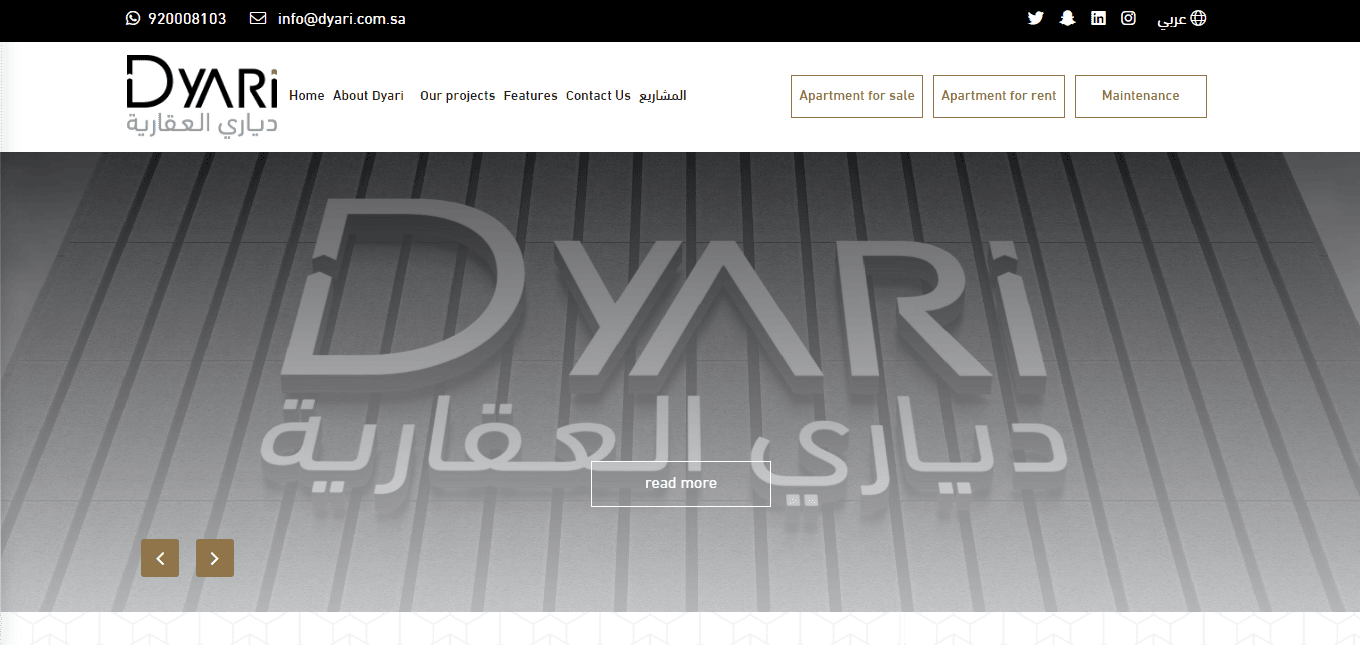 920008103 info@dyari.com.sa عربي
DYARi
دياري العقارية
Home About Dyari Our projects Features Contact Us المشاريع
Apartment for sale Apartment for rent Maintenance
DYARi
دياري العقارية
read more